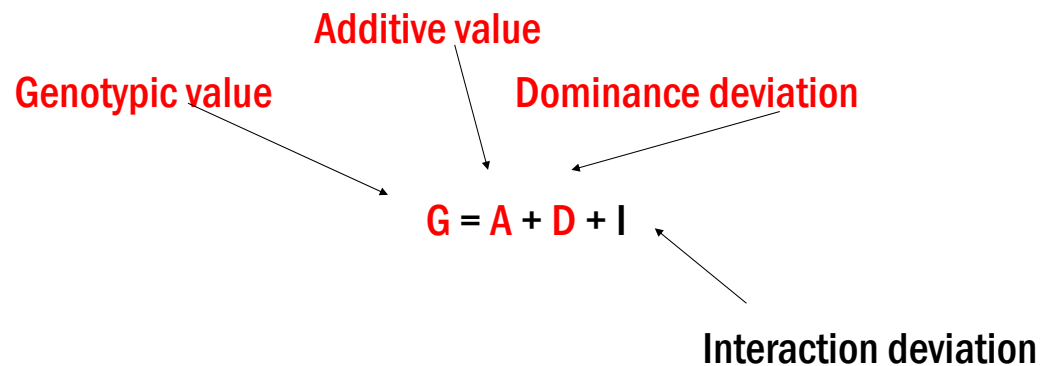 Additive value
Genotypic value
Dominance deviation
G = A + D + I
Interaction deviation